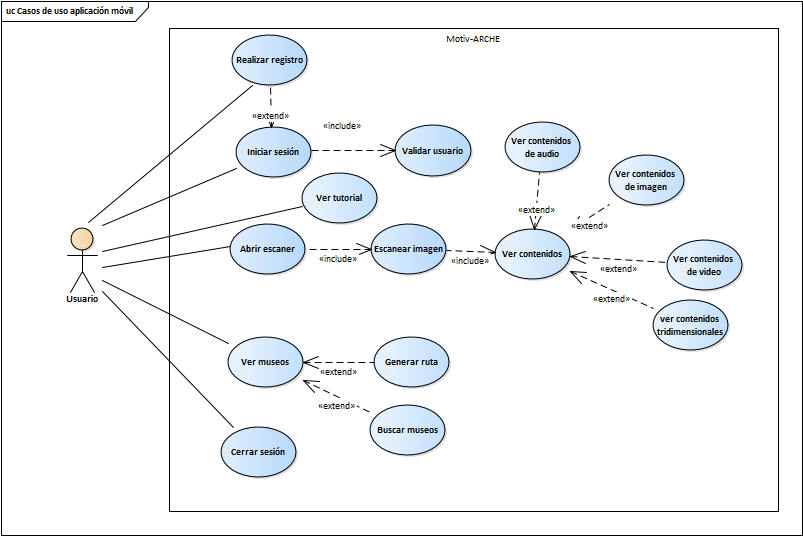 uc Casos de uso aplicación móvil
Motiv-ARCHE
Realizar registro
«extend»
«include»
Iniciar sesión
Validar usuario
Ver contenidos
de audio
Ver contenidos
de imagen
Ver tutorial
«extend»
«extend»
Abrir escaner
«include»
Escanear imagen
«include»
Ver contenidos
«extend»
Ver contenidos
de video
«extend»
ver contenidos
tridimensionales
Usuario
Ver museos
«extend»
Generar ruta
«extend»
Buscar museos
Cerrar sesión